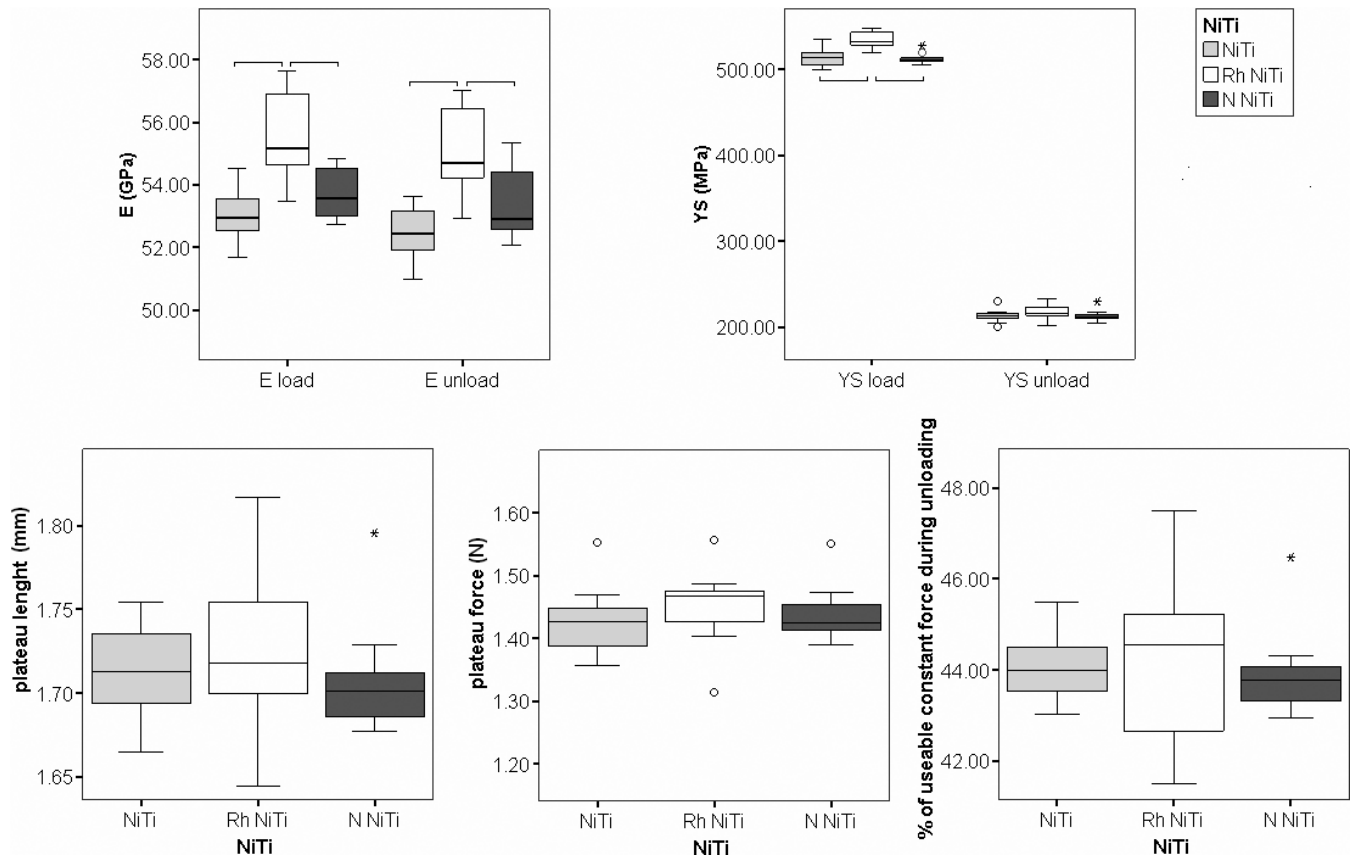 58.00
56.00
54.00
52.00
50.00
E (GPa)
E load
E unload
500.00
400.00
300.00
200.00
YS (MPa)
YS load
YS unload
NiTi
NiTi
Rh NiTi
N NiTi
1.80
1.75
1.70
1.65
plateau lenght (mm)
NiTi
Rh NiTi
N NiTi
NiTi
1.60
1.50
1.40
1.30
1.20
plateau force (N)
NiTi
Rh NiTi
N NiTi
NiTi
48.00
46.00
44.00
42.00
% of useable constant force during unloading
NiTi
Rh NiTi
N NiTi
NiTi